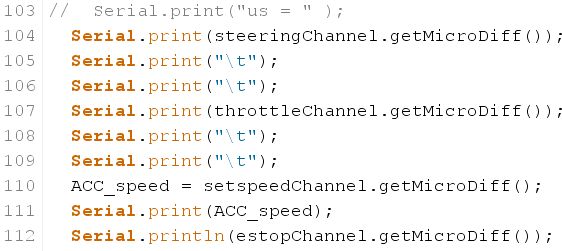 103 //  Serial.print("us = " );
104   Serial.print(steeringChannel.getMicroDiff());
105   Serial.print("\t");
106   Serial.print("\t");
107   Serial.print(throttleChannel.getMicroDiff());
108   Serial.print("\t");
109   Serial.print("\t");
110   ACC_speed = setspeedChannel.getMicroDiff();
111   Serial.print(ACC_speed);
112   Serial.println(estopChannel.getMicroDiff());